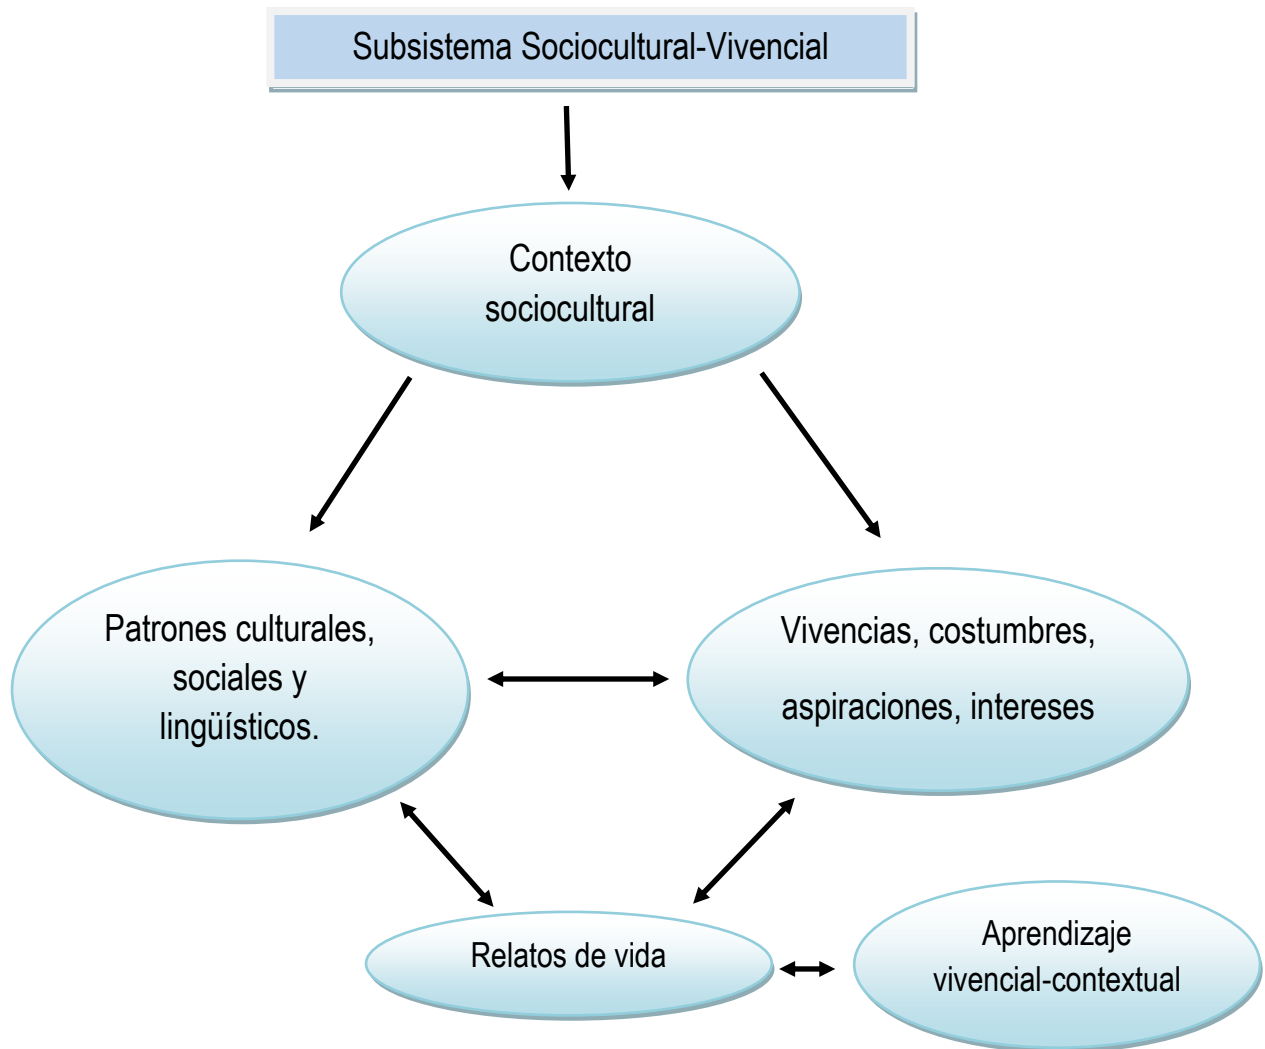 Subsistema Sociocultural-Vivencial
Contexto
sociocultural
Patrones culturales,
sociales y
lingüísticos.
Vivencias, costumbres,
aspiraciones, intereses
Relatos de vida
Aprendizaje
vivencial-contextual